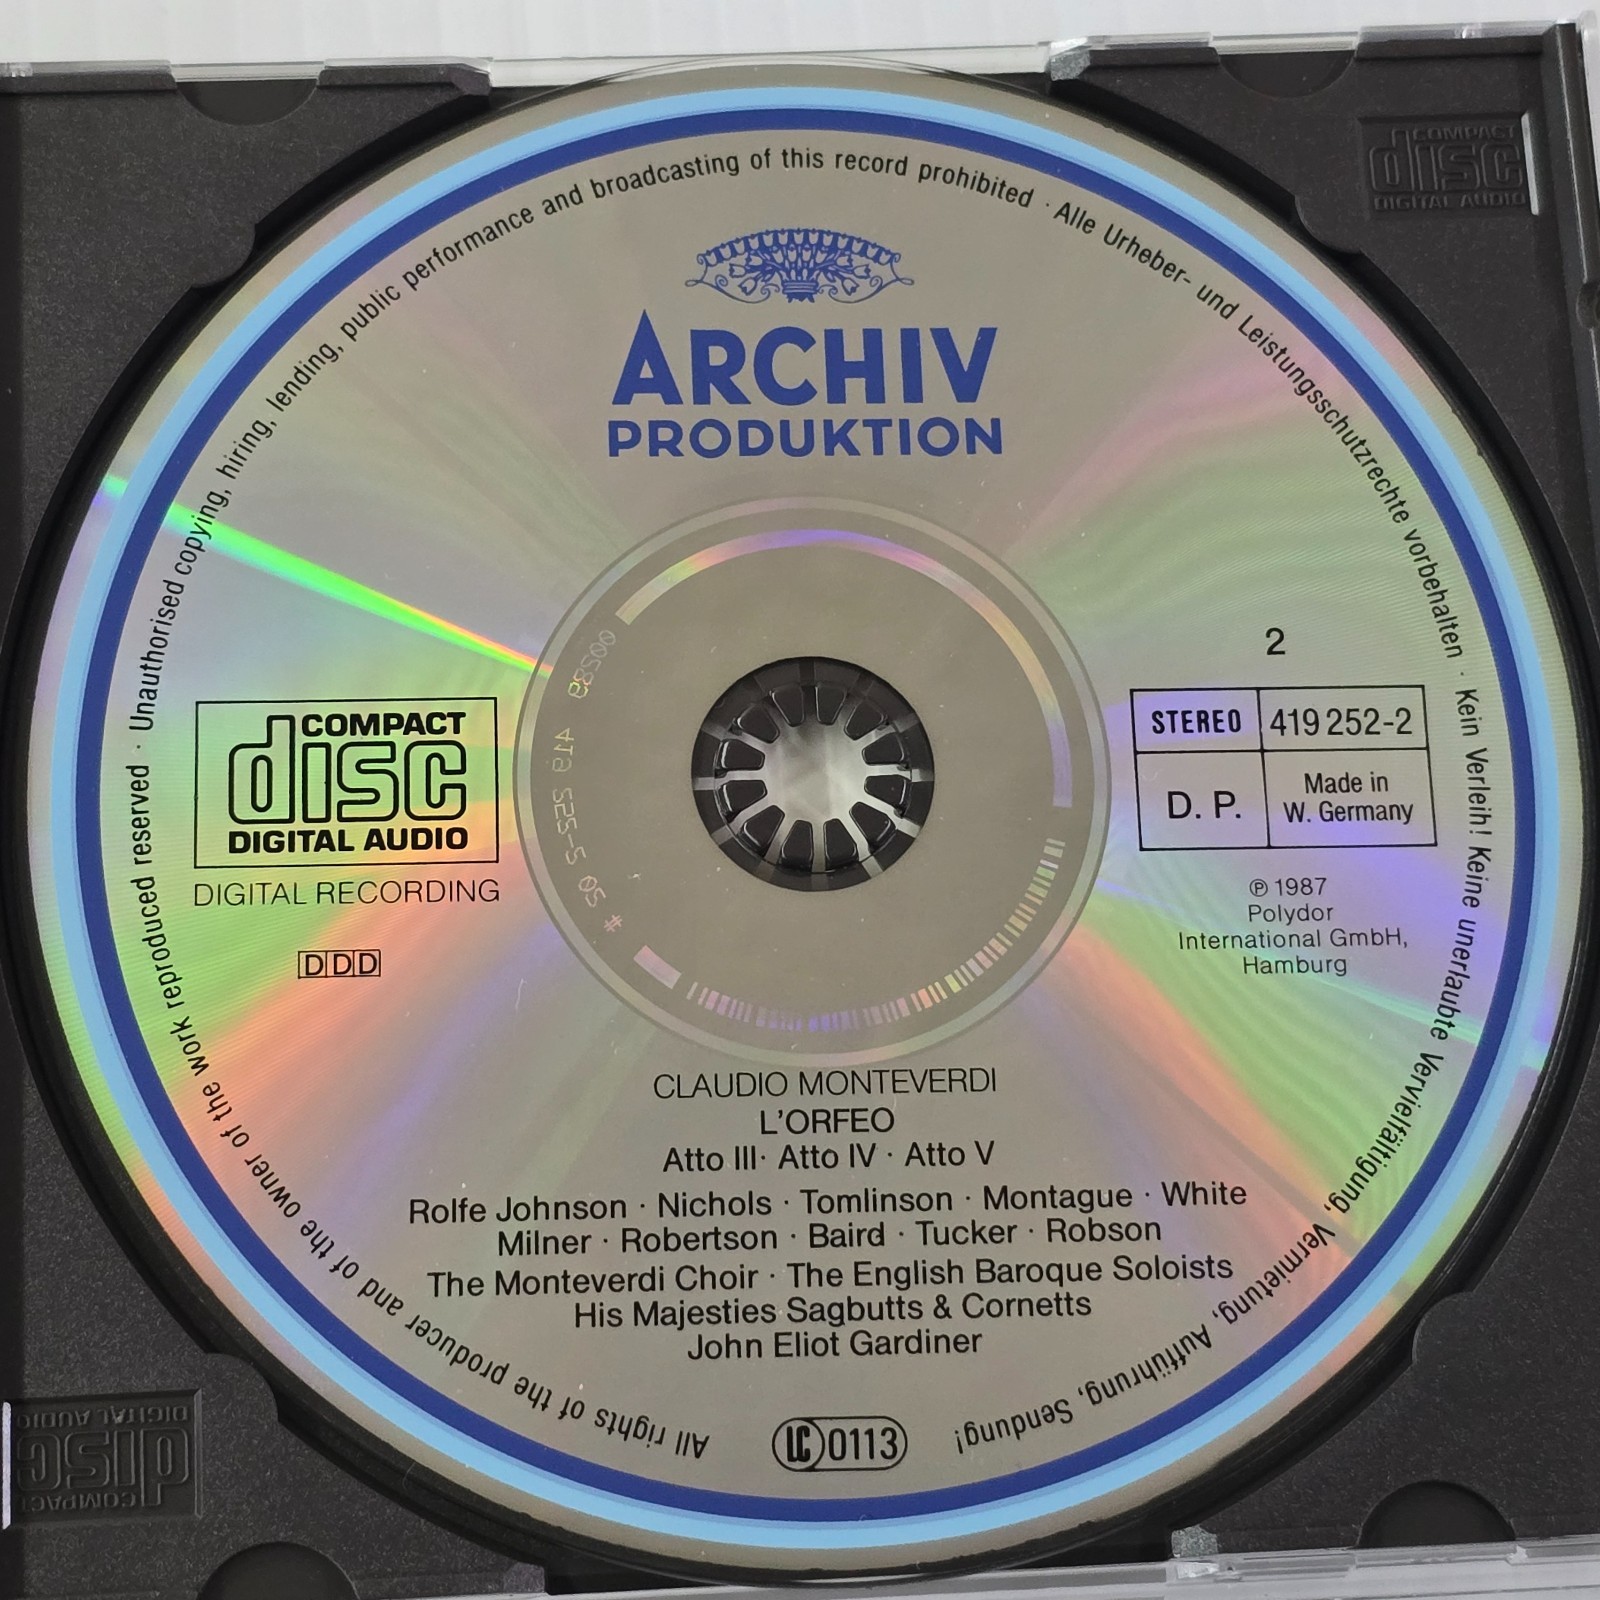 ARCHIV
PRODUKTION
2
STEREO
419 252-2
D. P.
Made in
W. Germany
℗ 1987
Polydor
International GmbH,
Hamburg
COMPACT
disc
DIGITAL AUDIO
DIGITAL RECORDING
DDD
CLAUDIO MONTEVERDI
L'ORFEO
Atto III · Atto IV · Atto V
Rolfe Johnson · Nichols · Tomlinson · Montague · White
Milner · Robertson · Baird · Tucker · Robson
The Monteverdi Choir · The English Baroque Soloists
His Majesties Sagbutts & Cornetts
John Eliot Gardiner
LC 0113
All rights of the producer and of the owner of the work reproduced reserved · Unauthorised copying, hiring, lending, public performance and broadcasting of this record prohibited · Alle Urheber- und Leistungsschutzrechte vorbehalten · Kein Verleih! Keine unerlaubte Vervielfältigung, Vermietung, Aufführung, Sendung!
COMPACT
disc
DIGITAL AUDIO
COMPACT
disc
DIGITAL AUDIO